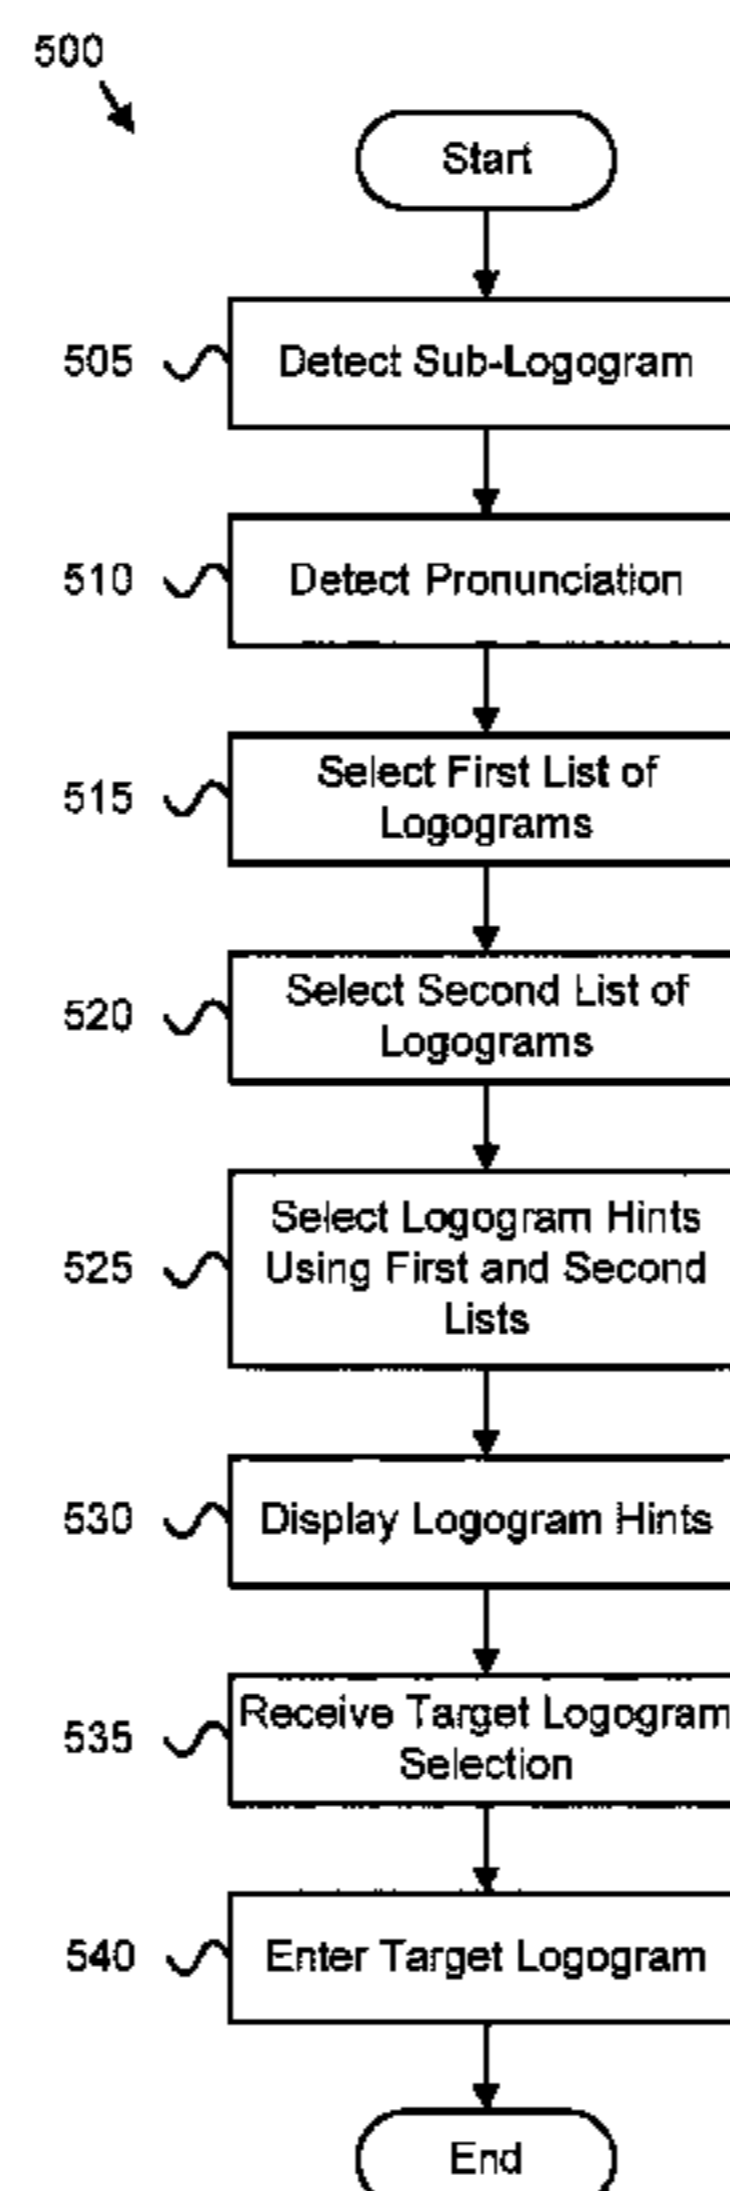 500
Start
505
Detect Sub-Logogram
510
Detect Pronunciation
515
Select First List of
Logograms
520
Select Second List of
Logograms
525
Select Logogram Hints
Using First and Second
Lists
530
Display Logogram Hints
535
Receive Target Logogram
Selection
540
Enter Target Logogram
End